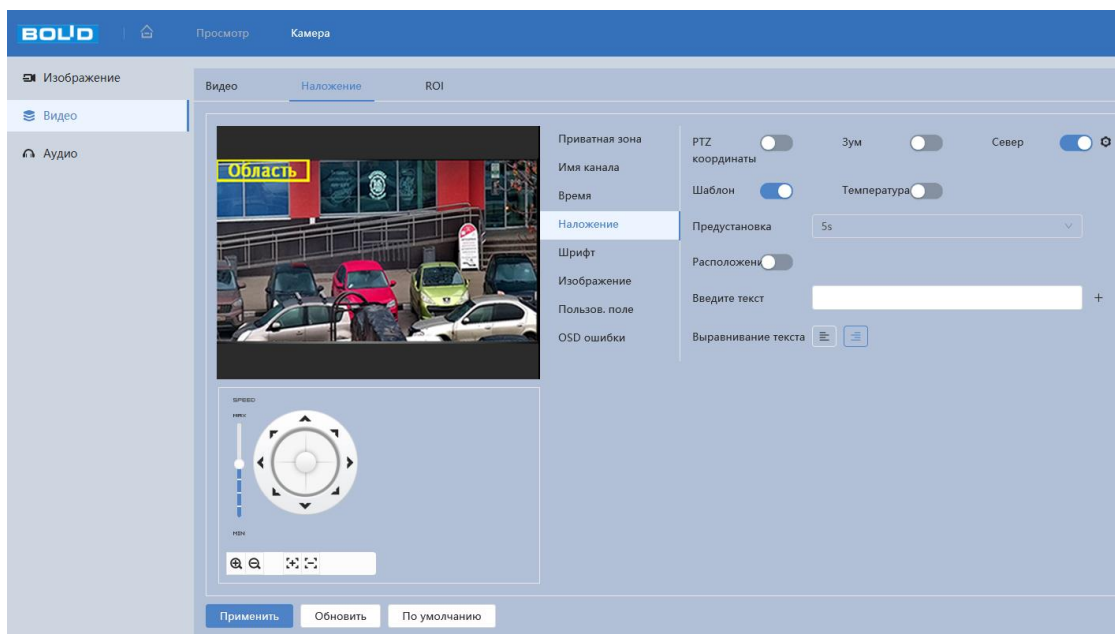 BOLID
Просмотр
Камера
Изображение
Видео
Аудио
Видео
Наложение
ROI
Область
Приватная зона
Имя канала
Время
Наложение
Шрифт
Изображение
Пользов. поле
OSD ошибки
PTZ
координаты
Зум
Север
Шаблон
Температура
Предустановка
5s
Расположени
Введите текст
Выравнивание текста
SPEED
MAX
MIN
Применить
Обновить
По умолчанию